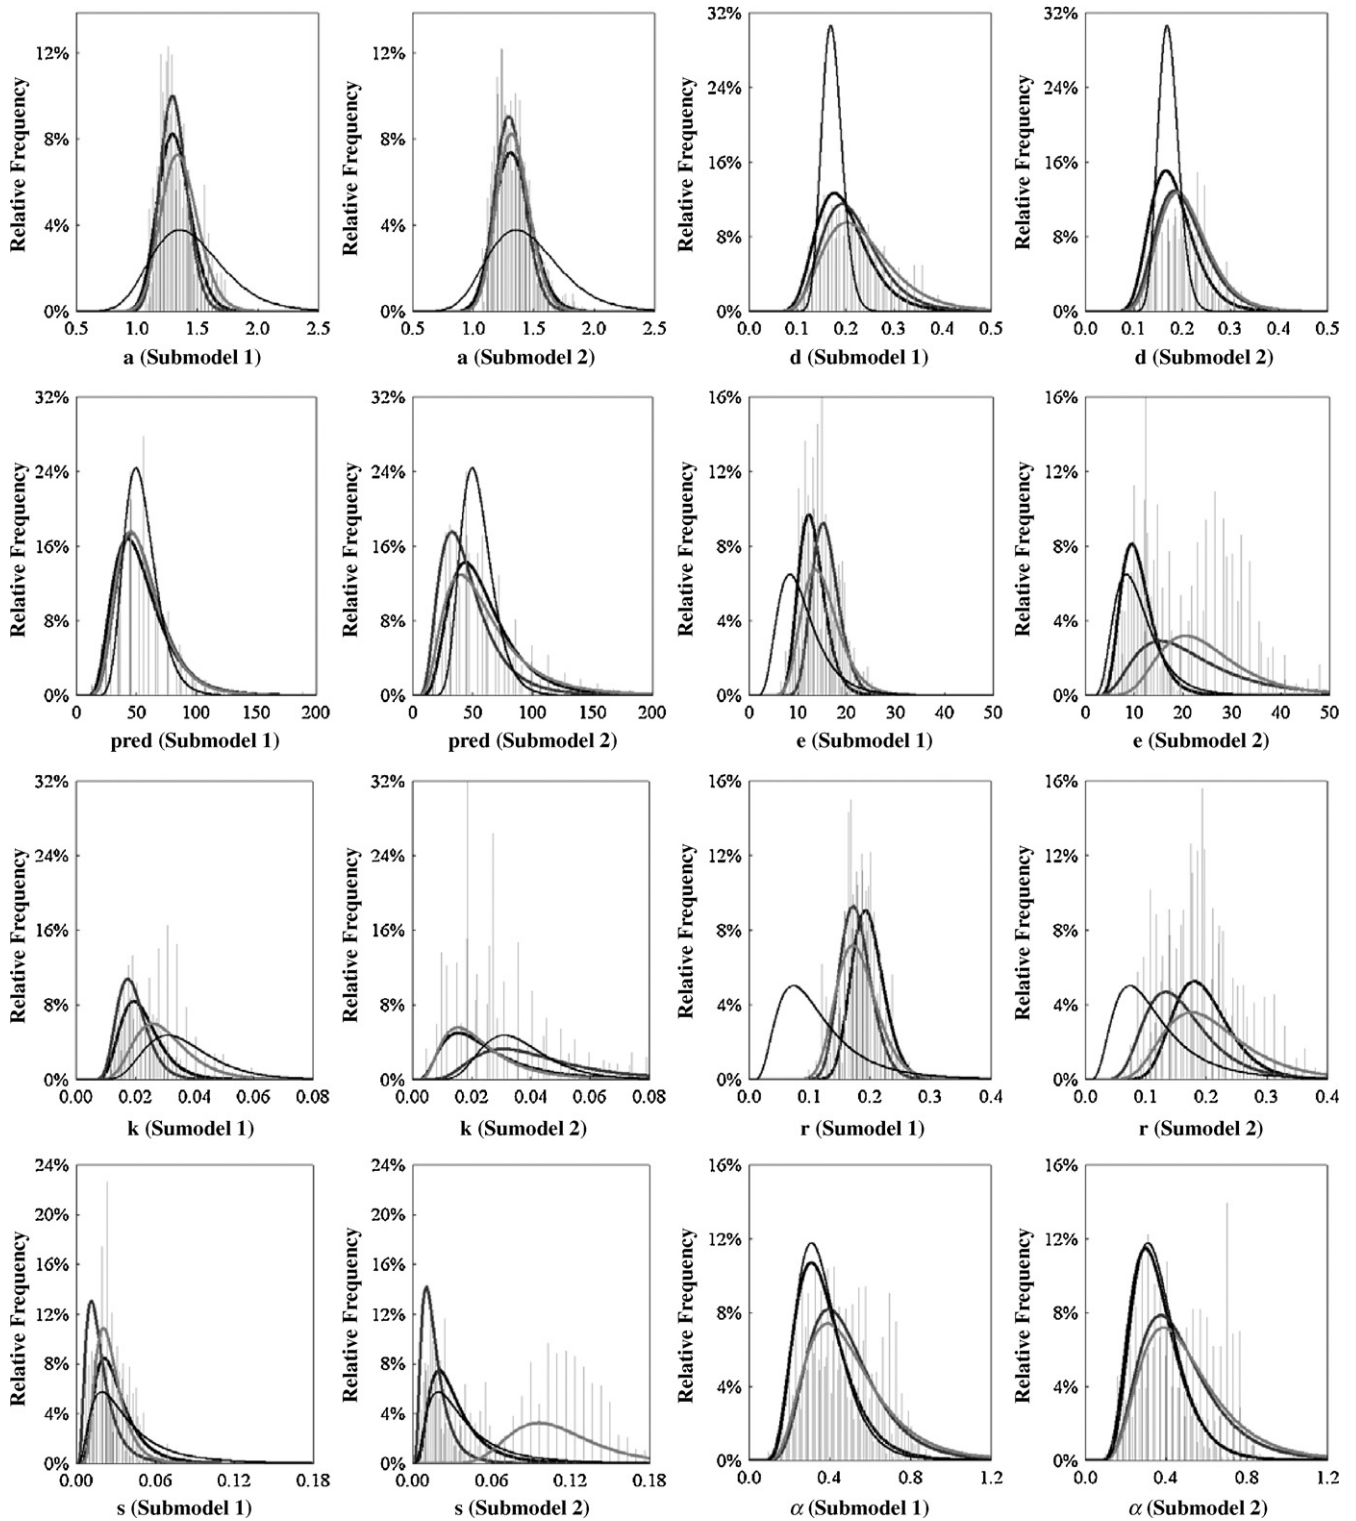 12% 12% 32% 32%
24% 24%
8% 8%
16% 16%
4% 4%
8% 8%
0% 0% 0% 0%
Relative Frequency Relative Frequency Relative Frequency Relative Frequency
0.5 1.0 1.5 2.0 2.5 0.5 1.0 1.5 2.0 2.5 0.0 0.1 0.2 0.3 0.4 0.5 0.0 0.1 0.2 0.3 0.4 0.5
a (Submodel 1) a (Submodel 2) d (Submodel 1) d (Submodel 2)
32% 32% 16% 16%
24% 24% 12% 12%
16% 16% 8% 8%
8% 8% 4% 4%
0% 0% 0% 0%
Relative Frequency Relative Frequency Relative Frequency Relative Frequency
0 50 100 150 200 0 50 100 150 200 0 10 20 30 40 50 0 10 20 30 40 50
pred (Submodel 1) pred (Submodel 2) e (Submodel 1) e (Submodel 2)
32% 32% 16% 16%
24% 24% 12% 12%
16% 16% 8% 8%
8% 8% 4% 4%
0% 0% 0% 0%
Relative Frequency Relative Frequency Relative Frequency Relative Frequency
0.00 0.02 0.04 0.06 0.08 0.00 0.02 0.04 0.06 0.08 0.0 0.1 0.2 0.3 0.4 0.0 0.1 0.2 0.3 0.4
k (Sumodel 1) k (Sumodel 2) r (Sumodel 1) r (Sumodel 2)
24% 24% 16% 16%
20% 20%
12% 12%
16% 16%
12% 12% 8% 8%
8% 8%
4% 4%
4% 4%
0% 0% 0% 0%
Relative Frequency Relative Frequency Relative Frequency Relative Frequency
0.00 0.06 0.12 0.18 0.00 0.06 0.12 0.18 0.0 0.4 0.8 1.2 0.0 0.4 0.8 1.2
s (Submodel 1) s (Submodel 2) α (Submodel 1) α (Submodel 2)